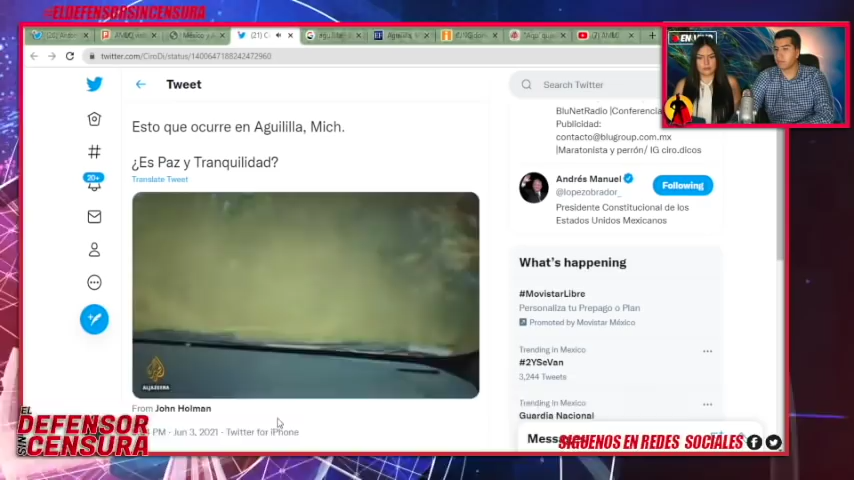 #ELDEFENSORSINCENSURA
twitter.com/CiroDi/status/1400647188242472960
EN VIVO
Tweet
Search Twitter
Esto que ocurre en Aguililla, Mich.
¿Es Paz y Tranquilidad?
Translate Tweet
ALJAZEERA
From John Holman
PM · Jun 3, 2021 · Twitter for iPhone
20+
BluNetRadio |Conferencia
Publicidad:
contacto@blugroup.com.mx
|Maratonista y perrón/ IG ciro.dicos
Andrés Manuel
@lopezobrador_
Following
Presidente Constitucional de los
Estados Unidos Mexicanos
What's happening
#MovistarLibre
Personaliza tu Prepago o Plan
Promoted by Movistar México
Trending in Mexico
#2YSeVan
3,244 Tweets
Trending in Mexico
Guardia Nacional
EL
DEFENSOR
SIN CENSURA
SIGUENOS EN REDES SOCIALES